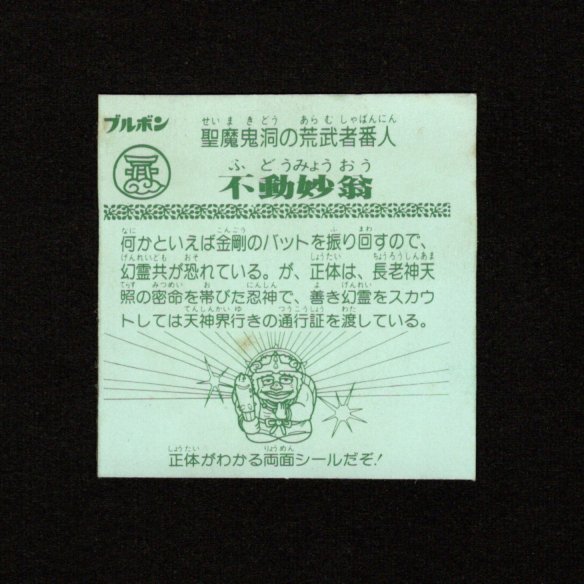 ブルボン
せいまきどう あらむしゃばんにん
聖魔鬼洞の荒武者番人
ふどうみょうおう
不動妙翁
なに こんごう ふ まわ
何かといえば金剛のバットを振り回すので、
げんれいども おそ しょうたい ちょうろうしんあま
幻霊共が恐れている。が、正体は、長老神天
てらす みつめい お にんしん よ げんれい
照の密命を帯びた忍神で、善き幻霊をスカウ
てんしんかいゆ つうこうしょう わた
トしては天神界行きの通行証を渡している。
しょうたい りょうめん
正体がわかる両面シールだぞ!